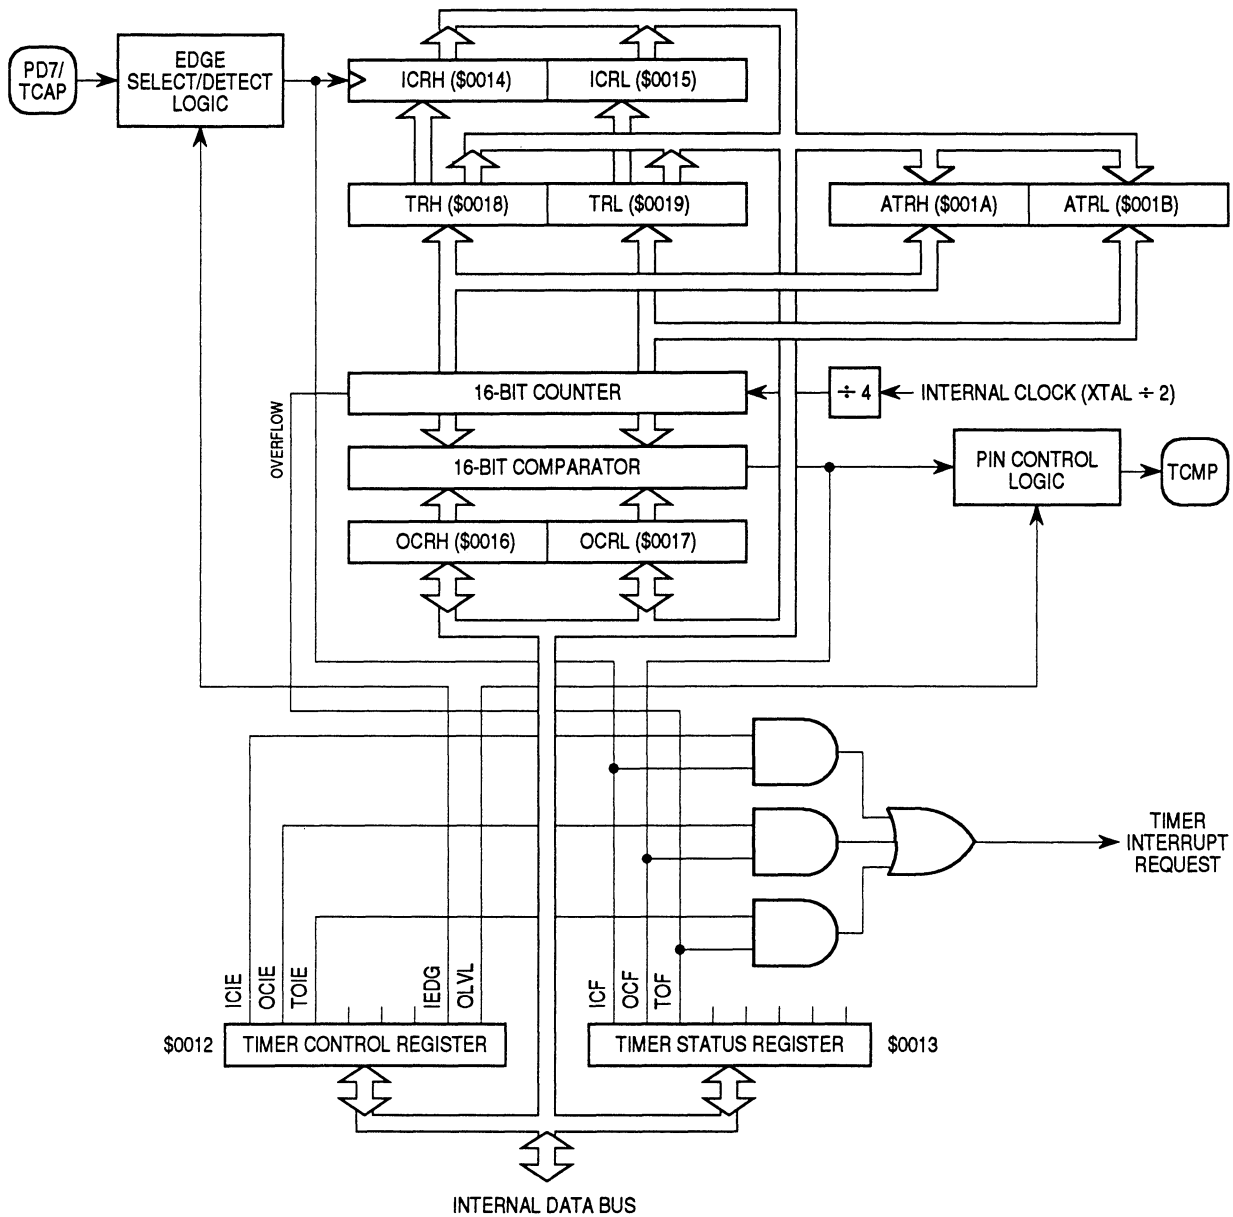 PD7/
TCAP
EDGE
SELECT/DETECT
LOGIC
ICRH ($0014)
ICRL ($0015)
TRH ($0018)
TRL ($0019)
ATRH ($001A)
ATRL ($001B)
16-BIT COUNTER
÷ 4
INTERNAL CLOCK (XTAL ÷ 2)
OVERFLOW
16-BIT COMPARATOR
PIN CONTROL
LOGIC
TCMP
OCRH ($0016)
OCRL ($0017)
TIMER
INTERRUPT
REQUEST
ICIE
OCIE
TOIE
IEDG
OLVL
ICF
OCF
TOF
$0012
TIMER CONTROL REGISTER
TIMER STATUS REGISTER
$0013
INTERNAL DATA BUS